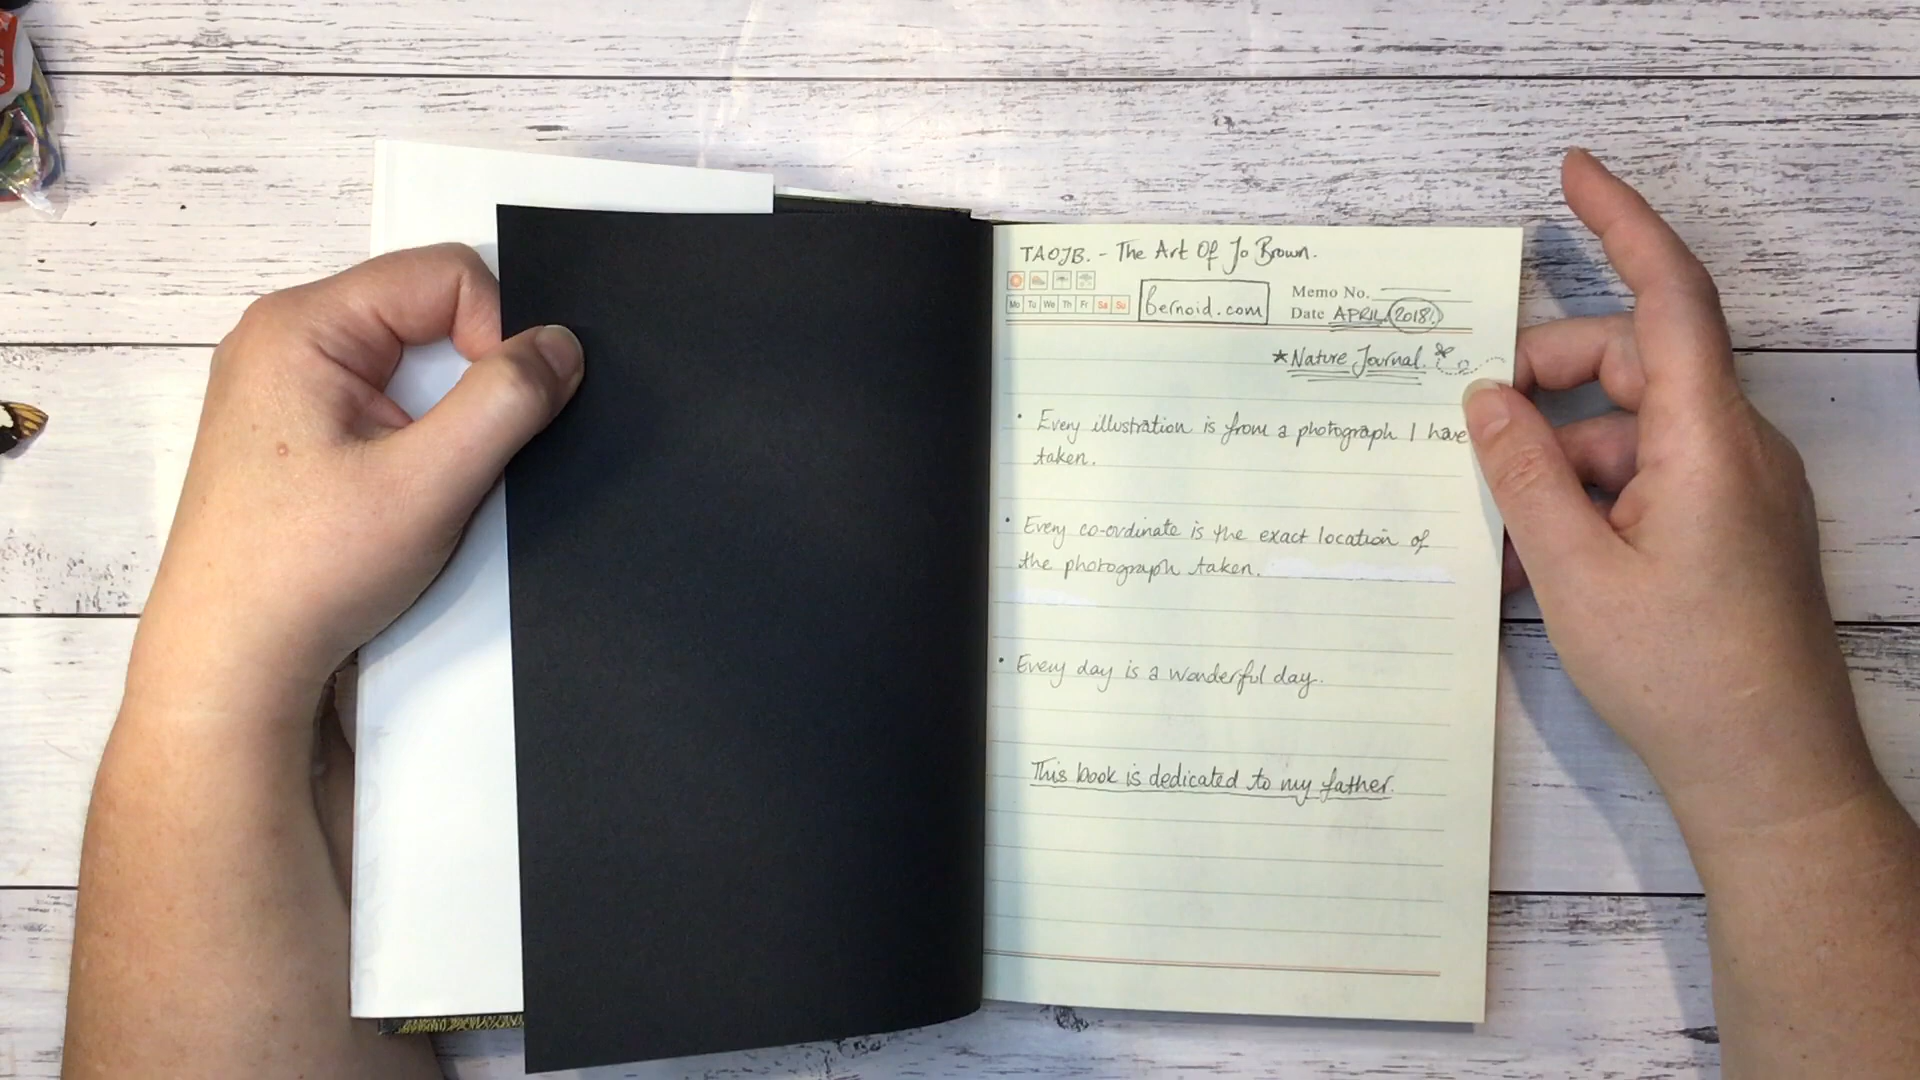 TAOJB. - The Art Of Jo Brown.
Mo Tu We Th Fr Sa Su
Bernoid.com
Memo No.
Date APRIL (2018!)
*Nature Journal.
• Every illustration is from a photograph I have
taken.
• Every co-ordinate is the exact location of
the photograph taken.
• Every day is a wonderful day.
This book is dedicated to my father.